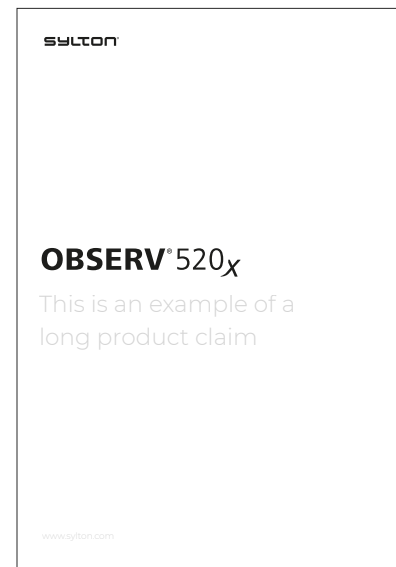 SYLTON
OBSERV® 520x
This is an example of a
long product claim
www.sylton.com